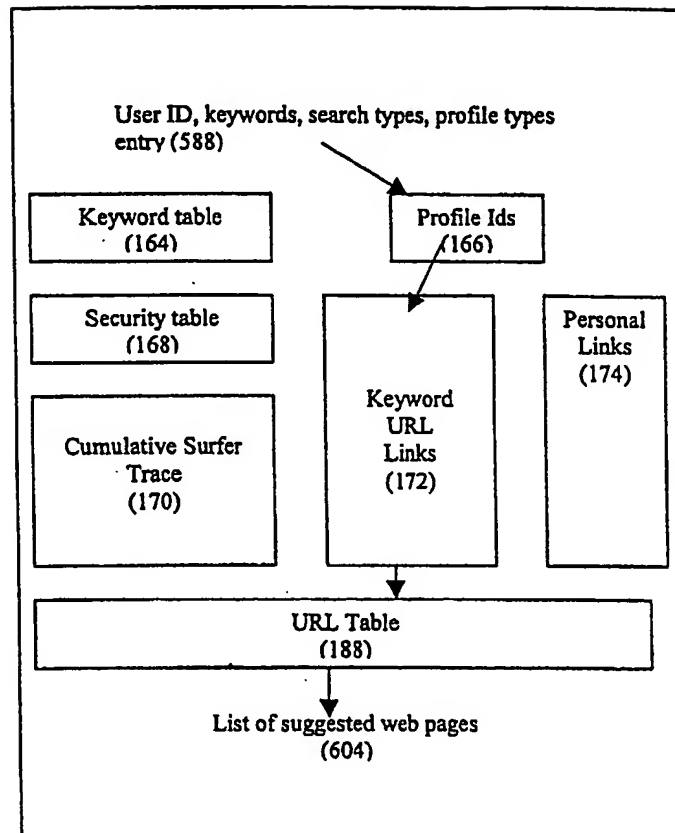 User ID, keywords, search types, profile types
entry (588)
Keyword table
(164)
Profile Ids
(166)
Security table
(168)
Cumulative Surfer
Trace
(170)
Keyword
URL
Links
(172)
Personal
Links
(174)
URL Table
(188)
List of suggested web pages
(604)